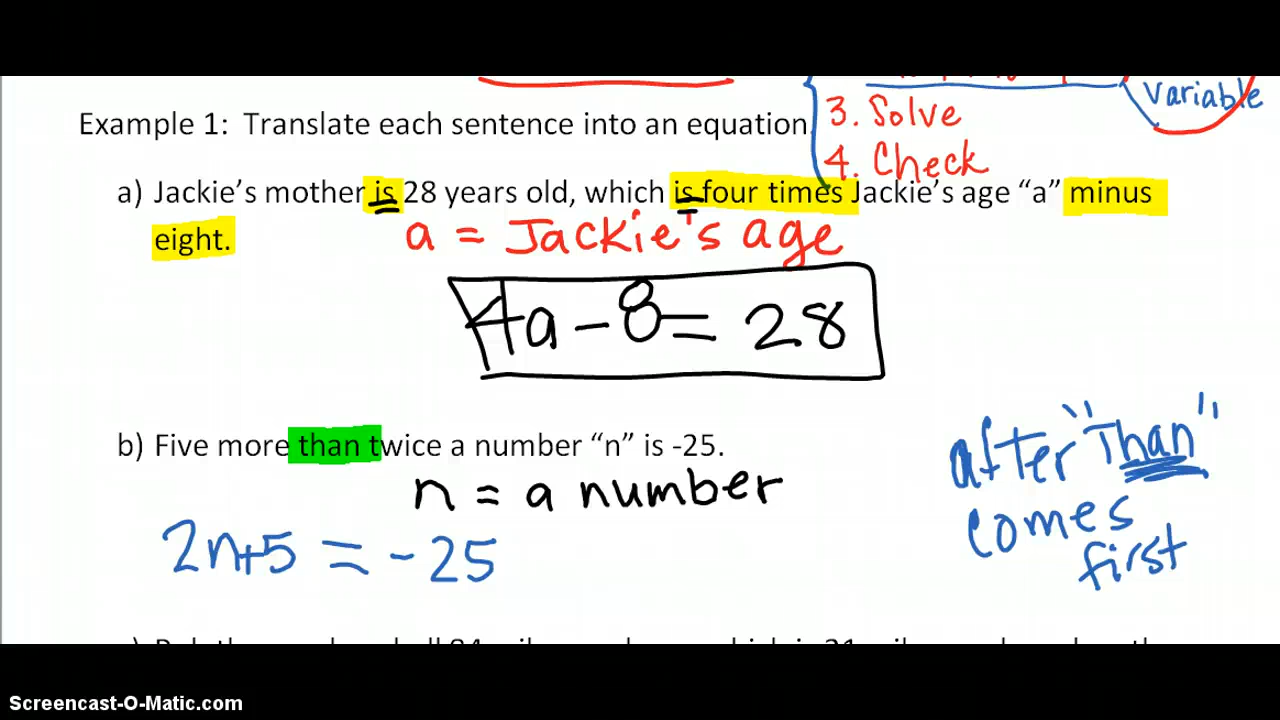 variable
Example 1: Translate each sentence into an equation.
3. Solve
4. Check
a) Jackie's mother is 28 years old, which is four times Jackie's age “a” minus
eight.
a = Jackie's age
4a - 8 = 28
b) Five more than twice a number “n” is -25.
n = a number
2n+5 = -25
after "Than"
comes
first
Screencast-O-Matic.com